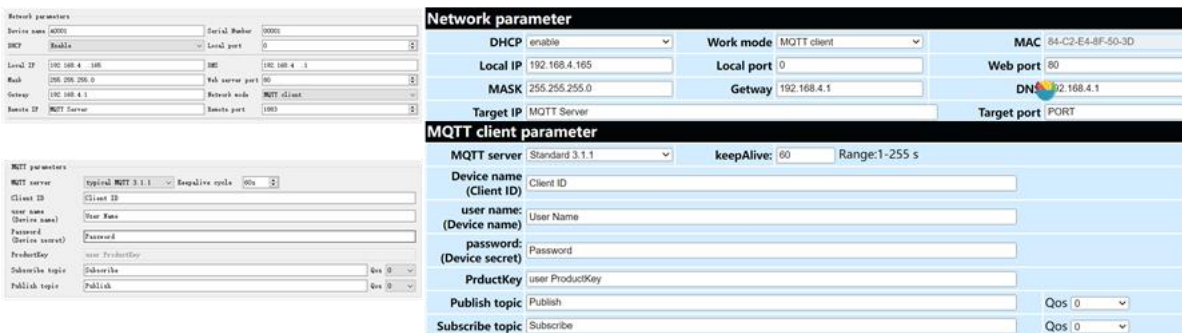 Network parameters
Device name A0001 Serial Number 00001
DHCP Enable Local port 0
Local IP 192.168.4 .165 DNS 192.168.4 .1
Mask 255.255.255.0 Web server port 80
Getway 192.168.4.1 Network mode MQTT client
Remote IP MQTT Server Remote port 1883
MQTT parameters
MQTT server typical MQTT 3.1.1 Keepalive cycle 60s
Client ID Client ID
user name
(Device name) User Name
Password
(Device secret) Password
ProductKey user ProductKey
Subscribe topic Subscribe Qos 0
Publish topic Publish Qos 0
Network parameter
DHCP enable Work mode MQTT client MAC 84-C2-E4-8F-50-3D
Local IP 192.168.4.165 Local port 0 Web port 80
MASK 255.255.255.0 Getway 192.168.4.1 DNS 92.168.4.1
Target IP MQTT Server Target port PORT
MQTT client parameter
MQTT server Standard 3.1.1 keepAlive: 60 Range:1-255 s
Device name
(Client ID) Client ID
user name:
(Device name) User Name
password:
(Device secret) Password
PrductKey user ProductKey
Publish topic Publish Qos 0
Subscribe topic Subscribe Qos 0